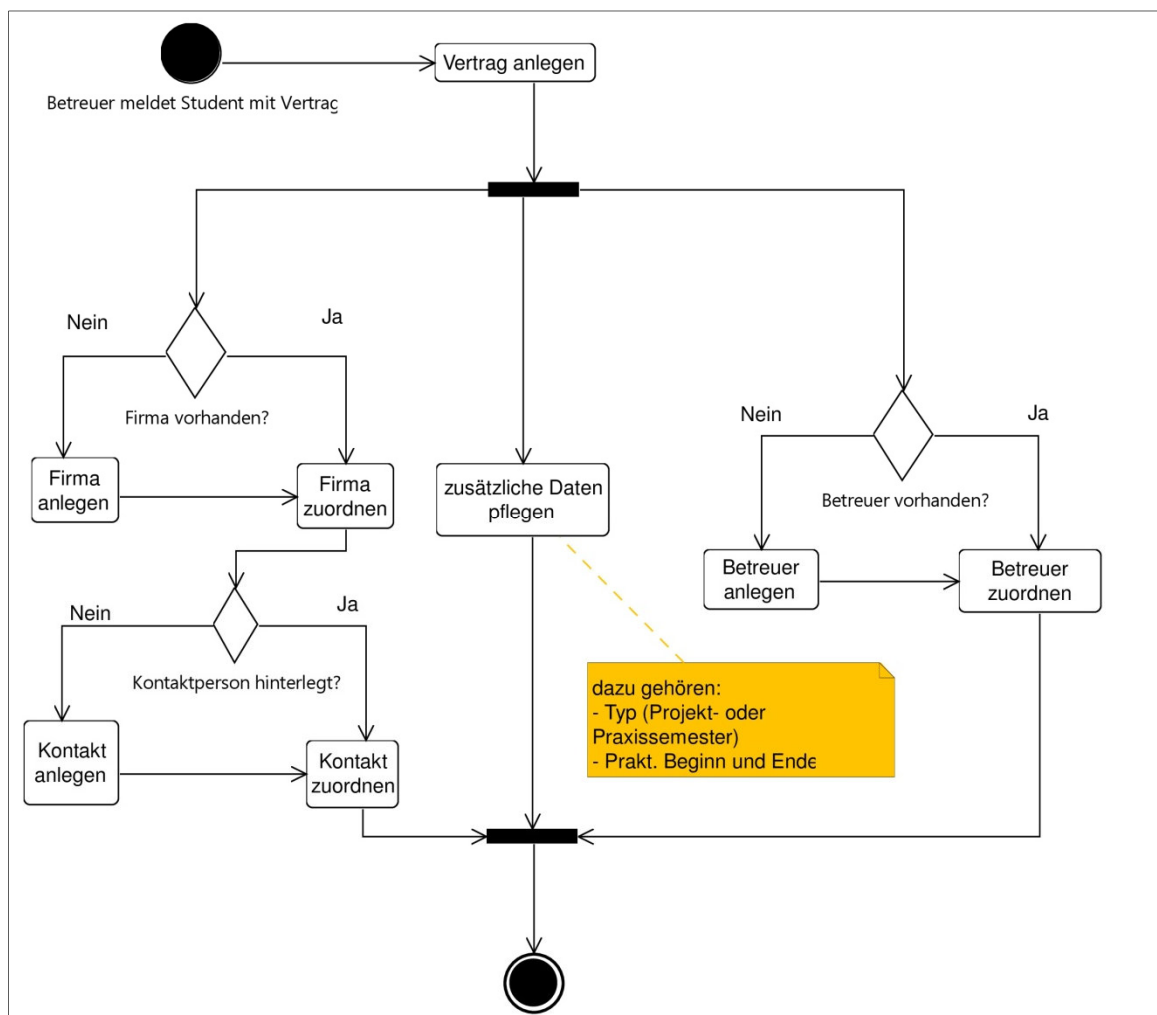 Vertrag anlegen
Betreuer meldet Student mit Vertrag
Nein
Ja
Firma vorhanden?
Firma
anlegen
Firma
zuordnen
Nein
Ja
Kontaktperson hinterlegt?
Kontakt
anlegen
Kontakt
zuordnen
zusätzliche Daten
pflegen
dazu gehören:
- Typ (Projekt- oder
Praxissemester)
- Prakt. Beginn und Ende
Nein
Ja
Betreuer vorhanden?
Betreuer
anlegen
Betreuer
zuordnen